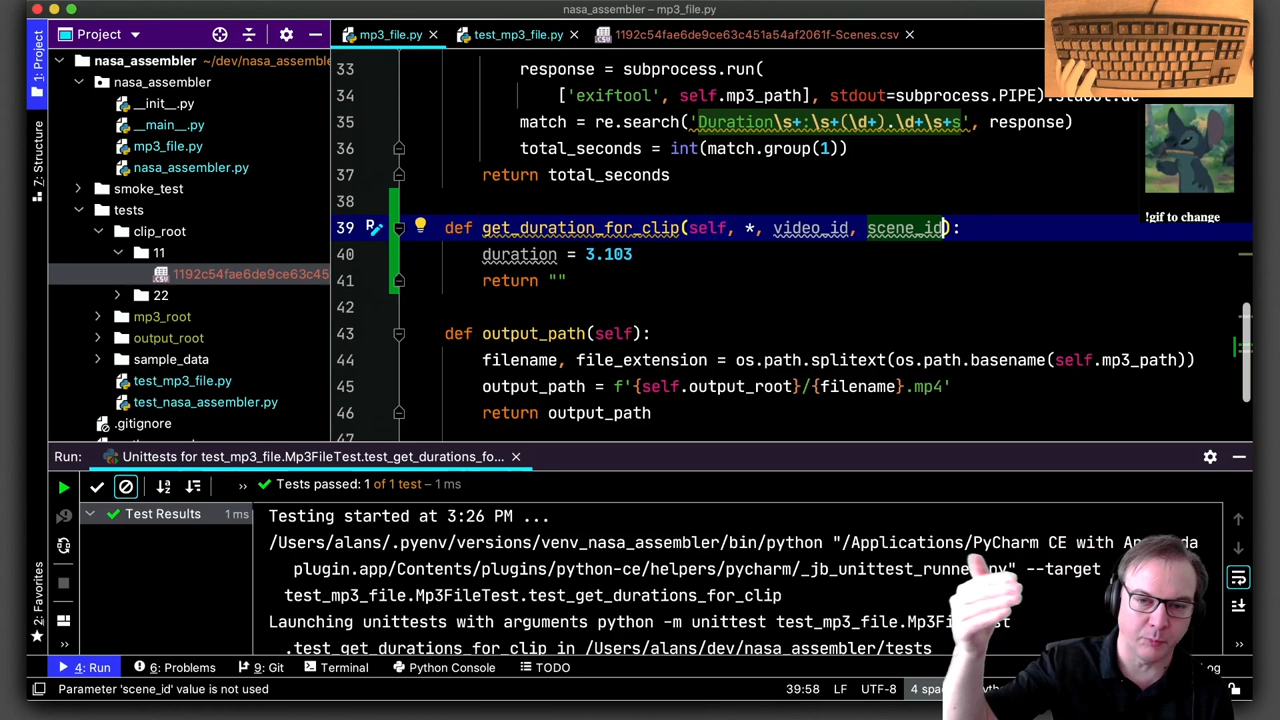 nasa_assembler – mp3_file.py
1: Project
Project
mp3_file.py
test_mp3_file.py
1192c54fae6de9ce63c451a54af2061f-Scenes.csv
nasa_assembler ~/dev/nasa_assemble
nasa_assembler
__init__.py
__main__.py
mp3_file.py
nasa_assembler.py
smoke_test
tests
clip_root
11
1192c54fae6de9ce63c45
22
mp3_root
output_root
sample_data
test_mp3_file.py
test_nasa_assembler.py
.gitignore
Z: Structure
2: Favorites
33 response = subprocess.run(
34 ['exiftool', self.mp3_path], stdout=subprocess.PIPE).stdout.de
35 match = re.search('Duration\s+:\s+(\d+).\d+\s+s', response)
36 total_seconds = int(match.group(1))
37 return total_seconds
38
39 def get_duration_for_clip(self, *, video_id, scene_id):
40 duration = 3.103
41 return ""
42
43 def output_path(self):
44 filename, file_extension = os.path.splitext(os.path.basename(self.mp3_path))
45 output_path = f'{self.output_root}/{filename}.mp4'
46 return output_path
47
!gif to change
Run: Unittests for test_mp3_file.Mp3FileTest.test_get_durations_fo...
Tests passed: 1 of 1 test – 1 ms
Test Results 1 ms
Testing started at 3:26 PM ...
/Users/alans/.pyenv/versions/venv_nasa_assembler/bin/python "/Applications/PyCharm CE with Anaconda
plugin.app/Contents/plugins/python-ce/helpers/pycharm/_jb_unittest_runner.py" --target
test_mp3_file.Mp3FileTest.test_get_durations_for_clip
Launching unittests with arguments python -m unittest test_mp3_file.Mp3FileTest
.test_get_durations_for_clip in /Users/alans/dev/nasa_assembler/tests
4: Run
6: Problems
9: Git
Terminal
Python Console
TODO
Parameter 'scene_id' value is not used
39:58 LF UTF-8 4 spa